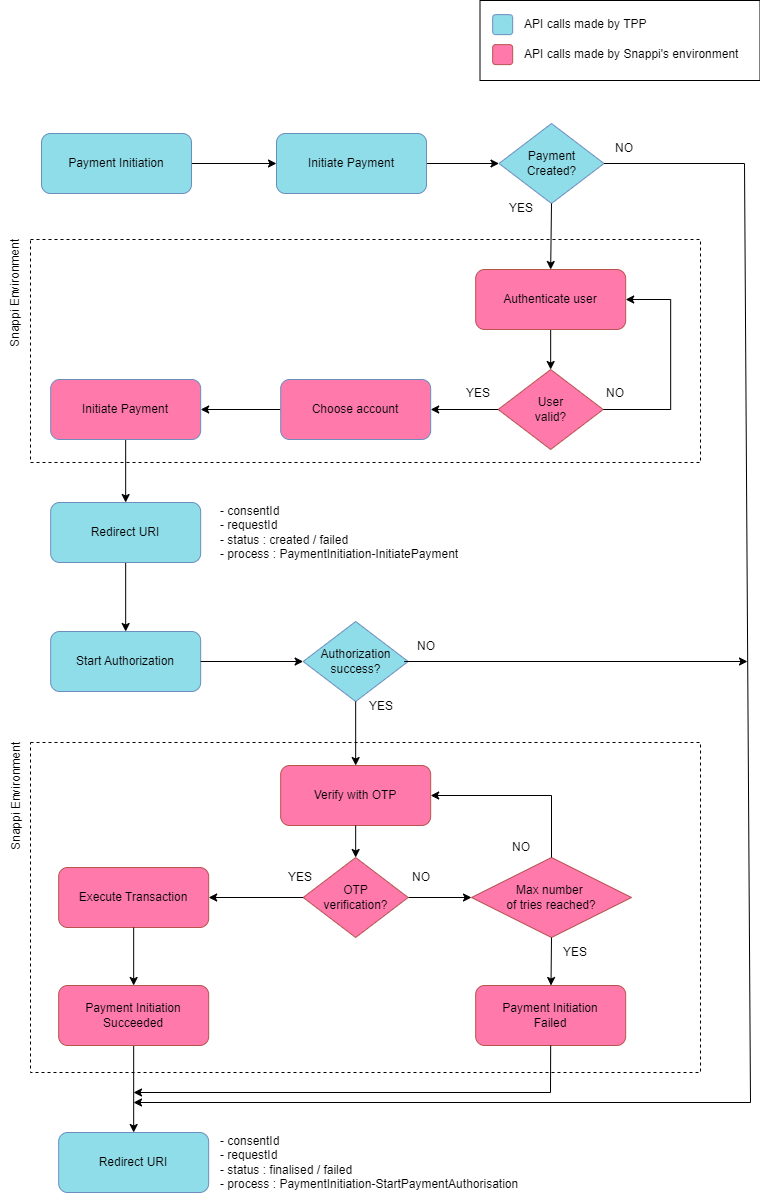 API calls made by TPP
API calls made by Snappi's environment
Payment Initiation
Initiate Payment
Payment
Created?
NO
YES
Snappi Environment
Authenticate user
User
valid?
NO
YES
Choose account
Initiate Payment
Redirect URI
- consentId
- requestId
- status : created / failed
- process : PaymentInitiation-InitiatePayment
Start Authorization
Authorization
success?
NO
YES
Snappi Environment
Verify with OTP
OTP
verification?
YES
NO
Max number
of tries reached?
NO
YES
Execute Transaction
Payment Initiation
Succeeded
Payment Initiation
Failed
Redirect URI
- consentId
- requestId
- status : finalised / failed
- process : PaymentInitiation-StartPaymentAuthorisation